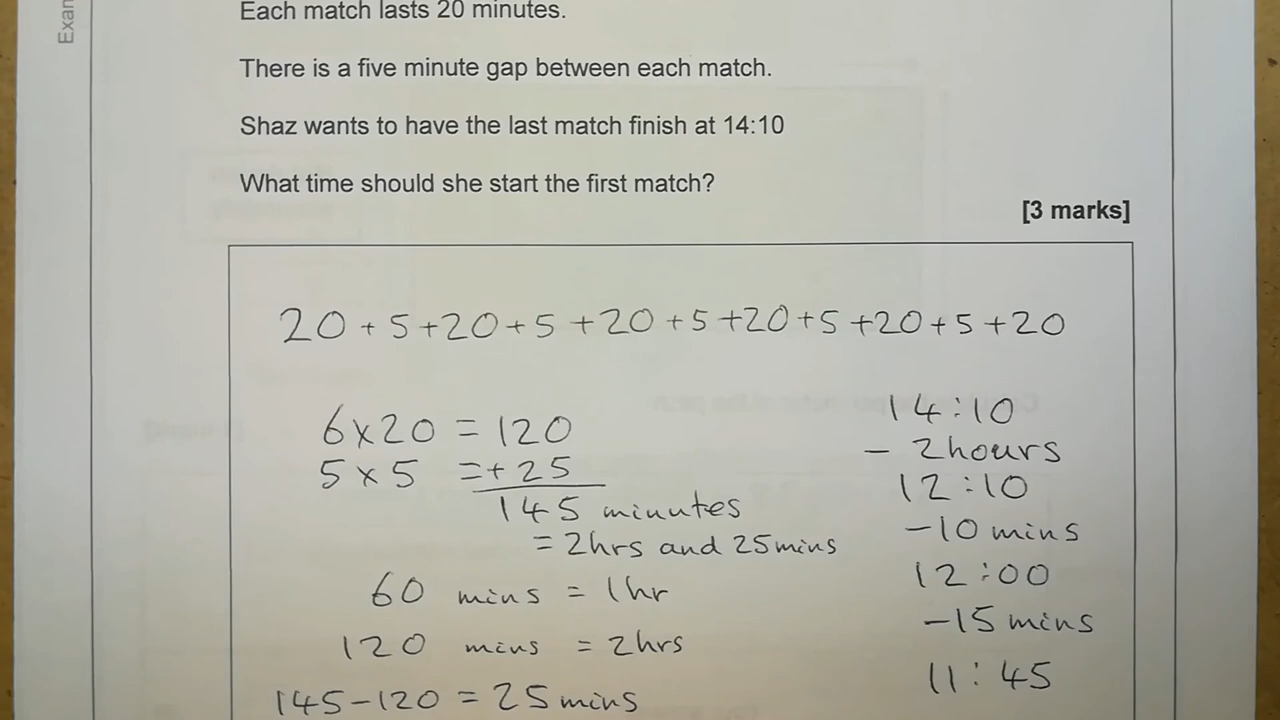 Exam
Each match lasts 20 minutes.
There is a five minute gap between each match.
Shaz wants to have the last match finish at 14:10
What time should she start the first match?
[3 marks]
20 + 5 + 20 + 5 + 20 + 5 + 20 + 5 + 20 + 5 + 20
6 x 20 = 120
5 x 5 = + 25
145 minutes
= 2hrs and 25mins
60 mins = 1hr
120 mins = 2hrs
145 - 120 = 25 mins
14:10
- 2hours
12:10
-10 mins
12:00
-15 mins
11:45